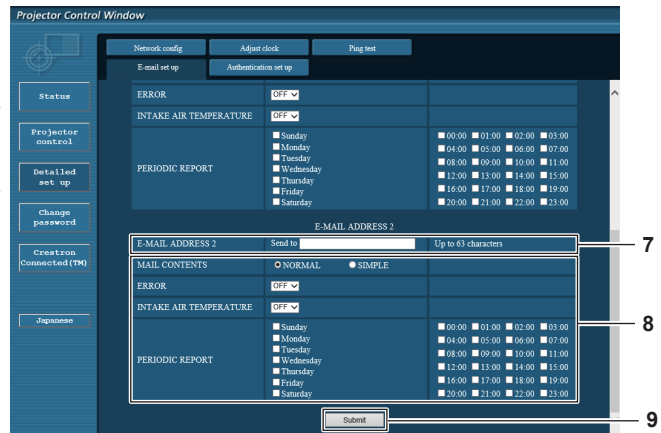 Projector Control Window
Network config Adjust clock Ping test
E-mail set up Authentication set up
Status
Projector control
Detailed set up
Change password
Crestron Connected(TM)
Japanese
ERROR OFF
INTAKE AIR TEMPERATURE OFF
PERIODIC REPORT
Sunday 00:00 01:00 02:00 03:00
Monday 04:00 05:00 06:00 07:00
Tuesday 08:00 09:00 10:00 11:00
Wednesday 12:00 13:00 14:00 15:00
Thursday 16:00 17:00 18:00 19:00
Friday 20:00 21:00 22:00 23:00
Saturday
E-MAIL ADDRESS 2
E-MAIL ADDRESS 2 Send to Up to 63 characters 7
MAIL CONTENTS NORMAL SIMPLE
ERROR OFF
INTAKE AIR TEMPERATURE OFF
8
PERIODIC REPORT
Sunday 00:00 01:00 02:00 03:00
Monday 04:00 05:00 06:00 07:00
Tuesday 08:00 09:00 10:00 11:00
Wednesday 12:00 13:00 14:00 15:00
Thursday 16:00 17:00 18:00 19:00
Friday 20:00 21:00 22:00 23:00
Saturday
Submit 9